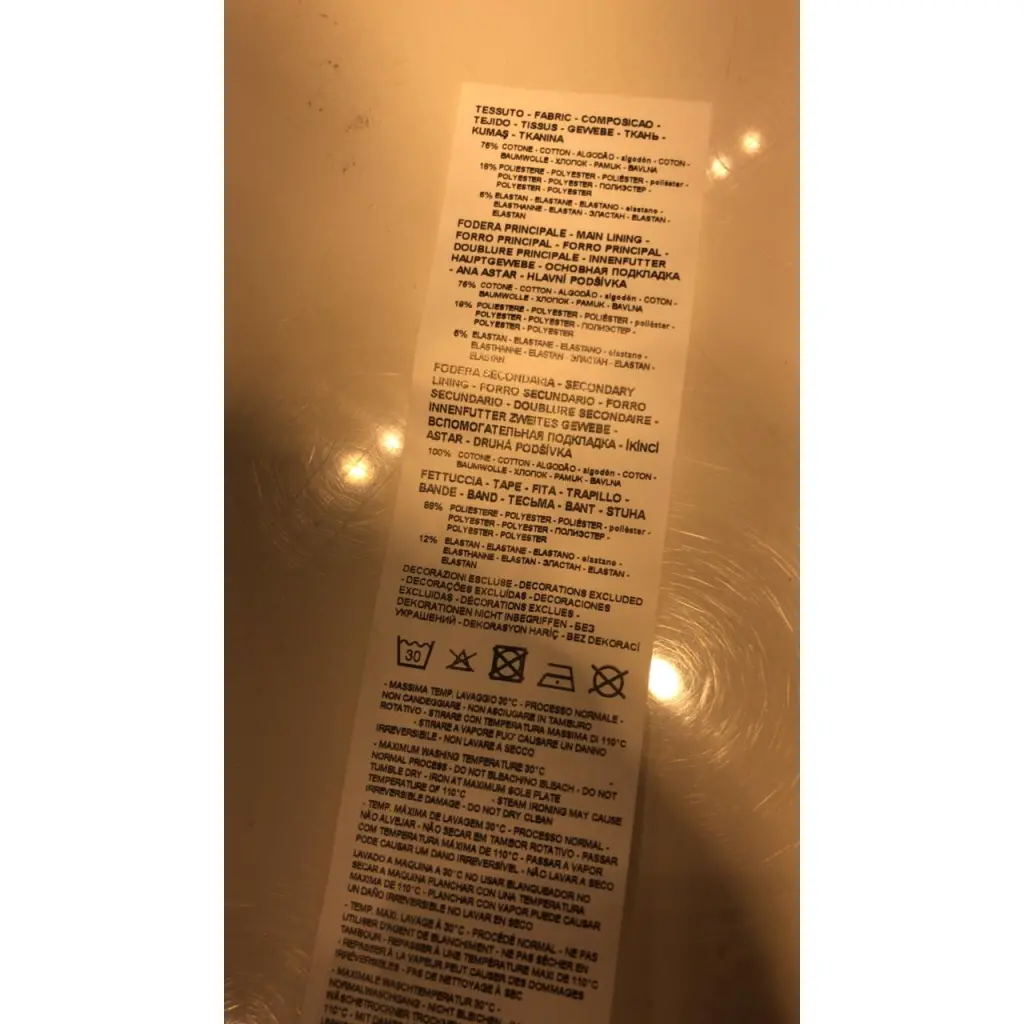 TESSUTO - FABRIC - COMPOSICAO -
TEJIDO - TISSUS - GEWEBE - ТКАНЬ -
KUMAŞ - TKANINA
76% COTONE - COTTON - ALGODÃO - algodón - COTON -
BAUMWOLLE - ХЛОПОК - PAMUK - BAVLNA
18% POLIESTERE - POLYESTER - POLIÉSTER - poliéster -
POLYESTER - POLYESTER - ПОЛИЭСТЕР -
POLYESTER - POLYESTER
6% ELASTAN - ELASTANE - ELASTANO - elastano -
ELASTHANNE - ELASTAN - ЭЛАСТАН - ELASTAN -
ELASTAN
FODERA PRINCIPALE - MAIN LINING -
FORRO PRINCIPAL - FORRO PRINCIPAL -
DOUBLURE PRINCIPALE - INNENFUTTER
HAUPTGEWEBE - ОСНОВНАЯ ПОДКЛАДКА
- ANA ASTAR - HLAVNÍ PODŠÍVKA
76% COTONE - COTTON - ALGODÃO - algodón - COTON -
BAUMWOLLE - ХЛОПОК - PAMUK - BAVLNA
18% POLIESTERE - POLYESTER - POLIÉSTER - poliéster -
POLYESTER - POLYESTER - ПОЛИЭСТЕР -
POLYESTER - POLYESTER
6% ELASTAN - ELASTANE - ELASTANO - elastano -
ELASTHANNE - ELASTAN - ЭЛАСТАН - ELASTAN -
ELASTAN
FODERA SECONDARIA - SECONDARY
LINING - FORRO SECUNDARIO - FORRO
SECUNDARIO - DOUBLURE SECONDAIRE -
INNENFUTTER ZWEITES GEWEBE -
ВСПОМОГАТЕЛЬНАЯ ПОДКЛАДКА - İKİNCİ
ASTAR - DRUHÁ PODŠÍVKA
100% COTONE - COTTON - ALGODÃO - algodón - COTON -
BAUMWOLLE - ХЛОПОК - PAMUK - BAVLNA
FETTUCCIA - TAPE - FITA - TRAPILLO -
BANDE - BAND - ТЕСЬМА - BANT - STUHA
88% POLIESTERE - POLYESTER - POLIÉSTER - poliéster -
POLYESTER - POLYESTER - ПОЛИЭСТЕР -
POLYESTER - POLYESTER
12% ELASTAN - ELASTANE - ELASTANO - elastano -
ELASTHANNE - ELASTAN - ЭЛАСТАН - ELASTAN -
ELASTAN
DECORAZIONI ESCLUSE - DECORATIONS EXCLUDED
- DECORAÇÕES EXCLUÍDAS - DECORACIONES
EXCLUIDAS - DÉCORATIONS EXCLUES -
DEKORATIONEN NICHT INBEGRIFFEN - БЕЗ
УКРАШЕНИЙ - DEKORASYON HARİÇ - BEZ DEKORACÍ
30
- MASSIMA TEMP. LAVAGGIO 30°C - PROCESSO NORMALE -
NON CANDEGGIARE - NON ASCIUGARE IN TAMBURO
ROTATIVO - STIRARE CON TEMPERATURA MASSIMA DI 110°C
- STIRARE A VAPORE PUO' CAUSARE UN DANNO
IRREVERSIBILE - NON LAVARE A SECCO
- MAXIMUM WASHING TEMPERATURE 30°C -
NORMAL PROCESS - DO NOT BLEACH/NO BLEACH - DO NOT
TUMBLE DRY - IRON AT MAXIMUM SOLE PLATE
TEMPERATURE OF 110°C - STEAM IRONING MAY CAUSE
IRREVERSIBLE DAMAGE - DO NOT DRY CLEAN
- TEMP. MÁXIMA DE LAVAGEM 30°C - PROCESSO NORMAL -
NÃO ALVEJAR - NÃO SECAR EM TAMBOR ROTATIVO - PASSAR
COM TEMPERATURA MÁXIMA DE 110°C - PASSAR A VAPOR
PODE CAUSAR UM DANO IRREVERSÍVEL - NÃO LAVAR A SECO
LAVADO A MAQUINA A 30°C NO USAR BLANQUEADOR NO
SECAR A MAQUINA PLANCHAR CON UNA TEMPERATURA
MAXIMA DE 110°C - PLANCHAR CON VAPOR PUEDE CAUSAR
UN DAÑO IRREVERSIBLE NO LAVAR EN SECO
- TEMP. MAXI. LAVAGE À 30°C - PROCÉDÉ NORMAL - NE PAS
UTILISER D'AGENT DE BLANCHIMENT - NE PAS SÉCHER EN
TAMBOUR - REPASSER À UNE TEMPÉRATURE MAXI DE 110°C
- REPASSER À LA VAPEUR PEUT CAUSER DES DOMMAGES
IRRÉVERSIBLES - PAS DE NETTOYAGE À SEC
- MAXIMALE WASCHTEMPERATUR 30°C -
NORMALWASCHGANG - NICHT BLEICHEN -
WÄSCHETROCKNER
110°C - MIT